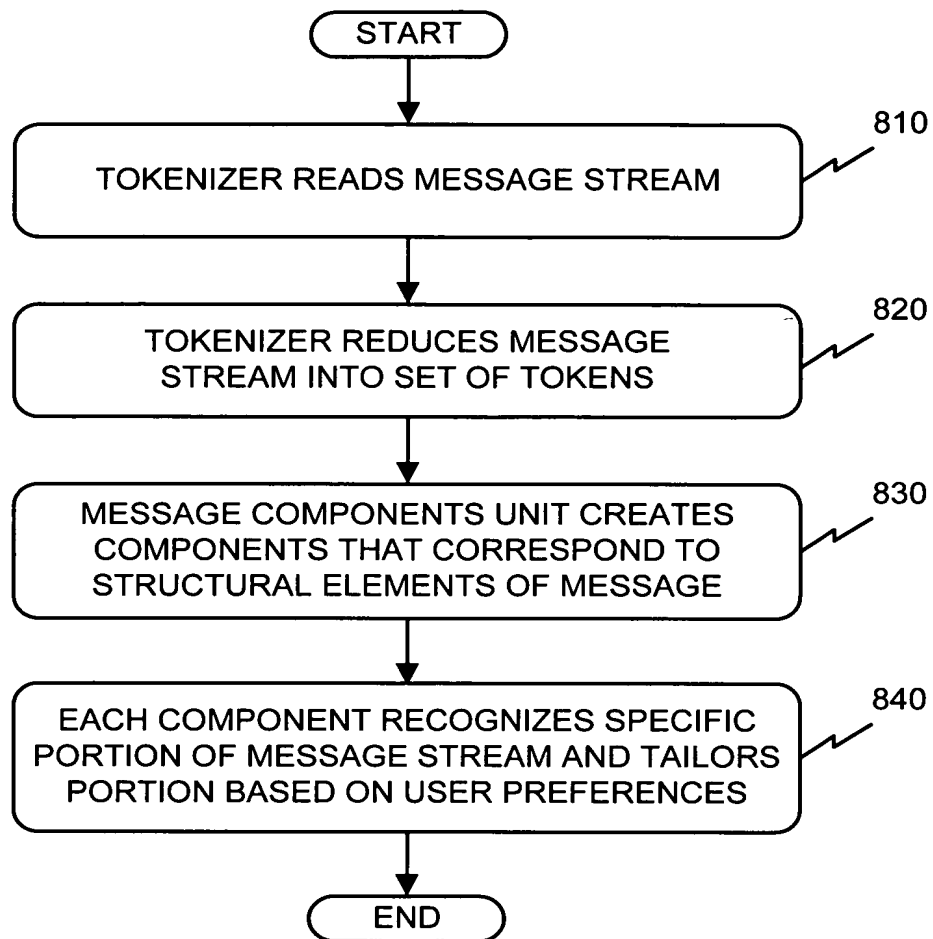 START
810
TOKENIZER READS MESSAGE STREAM
820
TOKENIZER REDUCES MESSAGE
STREAM INTO SET OF TOKENS
830
MESSAGE COMPONENTS UNIT CREATES
COMPONENTS THAT CORRESPOND TO
STRUCTURAL ELEMENTS OF MESSAGE
840
EACH COMPONENT RECOGNIZES SPECIFIC
PORTION OF MESSAGE STREAM AND TAILORS
PORTION BASED ON USER PREFERENCES
END